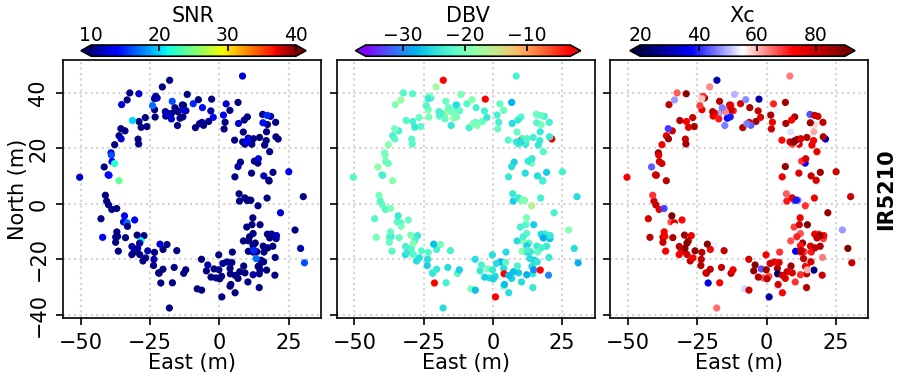 SNR DBV Xc
10 20 30 40 −30 −20 −10 20 40 60 80
North (m)
40
20
0
−20
−40
−50 −25 0 25 −50 −25 0 25 −50 −25 0 25
East (m) East (m) East (m)
IR5210